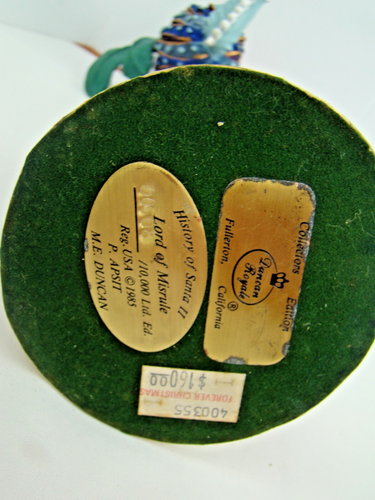 History of Santa II
Lord of Misrule
/10,000 Ltd. Ed.
Reg. USA © 1985
P. APSIT
M.E. DUNCAN
Collectors Edition
Duncan
Royale
®
Fullerton, California
400355
FOREVER CHRISTMAS
$160.00